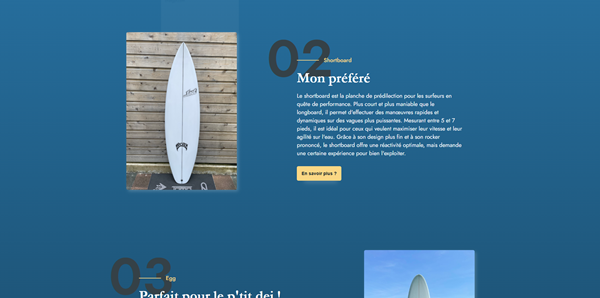 02
Shortboard
Mon préféré
Le shortboard est la planche de prédilection pour les surfeurs en
quête de performance. Plus court et plus maniable que le
longboard, il permet d'effectuer des manœuvres rapides et
dynamiques sur des vagues plus puissantes. Mesurant entre 5 et 7
pieds, il est idéal pour ceux qui veulent maximiser leur vitesse et leur
agilité sur l'eau. Grâce à son design plus fin et à son rocker
prononcé, le shortboard offre une réactivité optimale, mais demande
une certaine expérience pour bien l'exploiter.
En savoir plus ?
03
Egg
Parfait pour le p'tit dej !